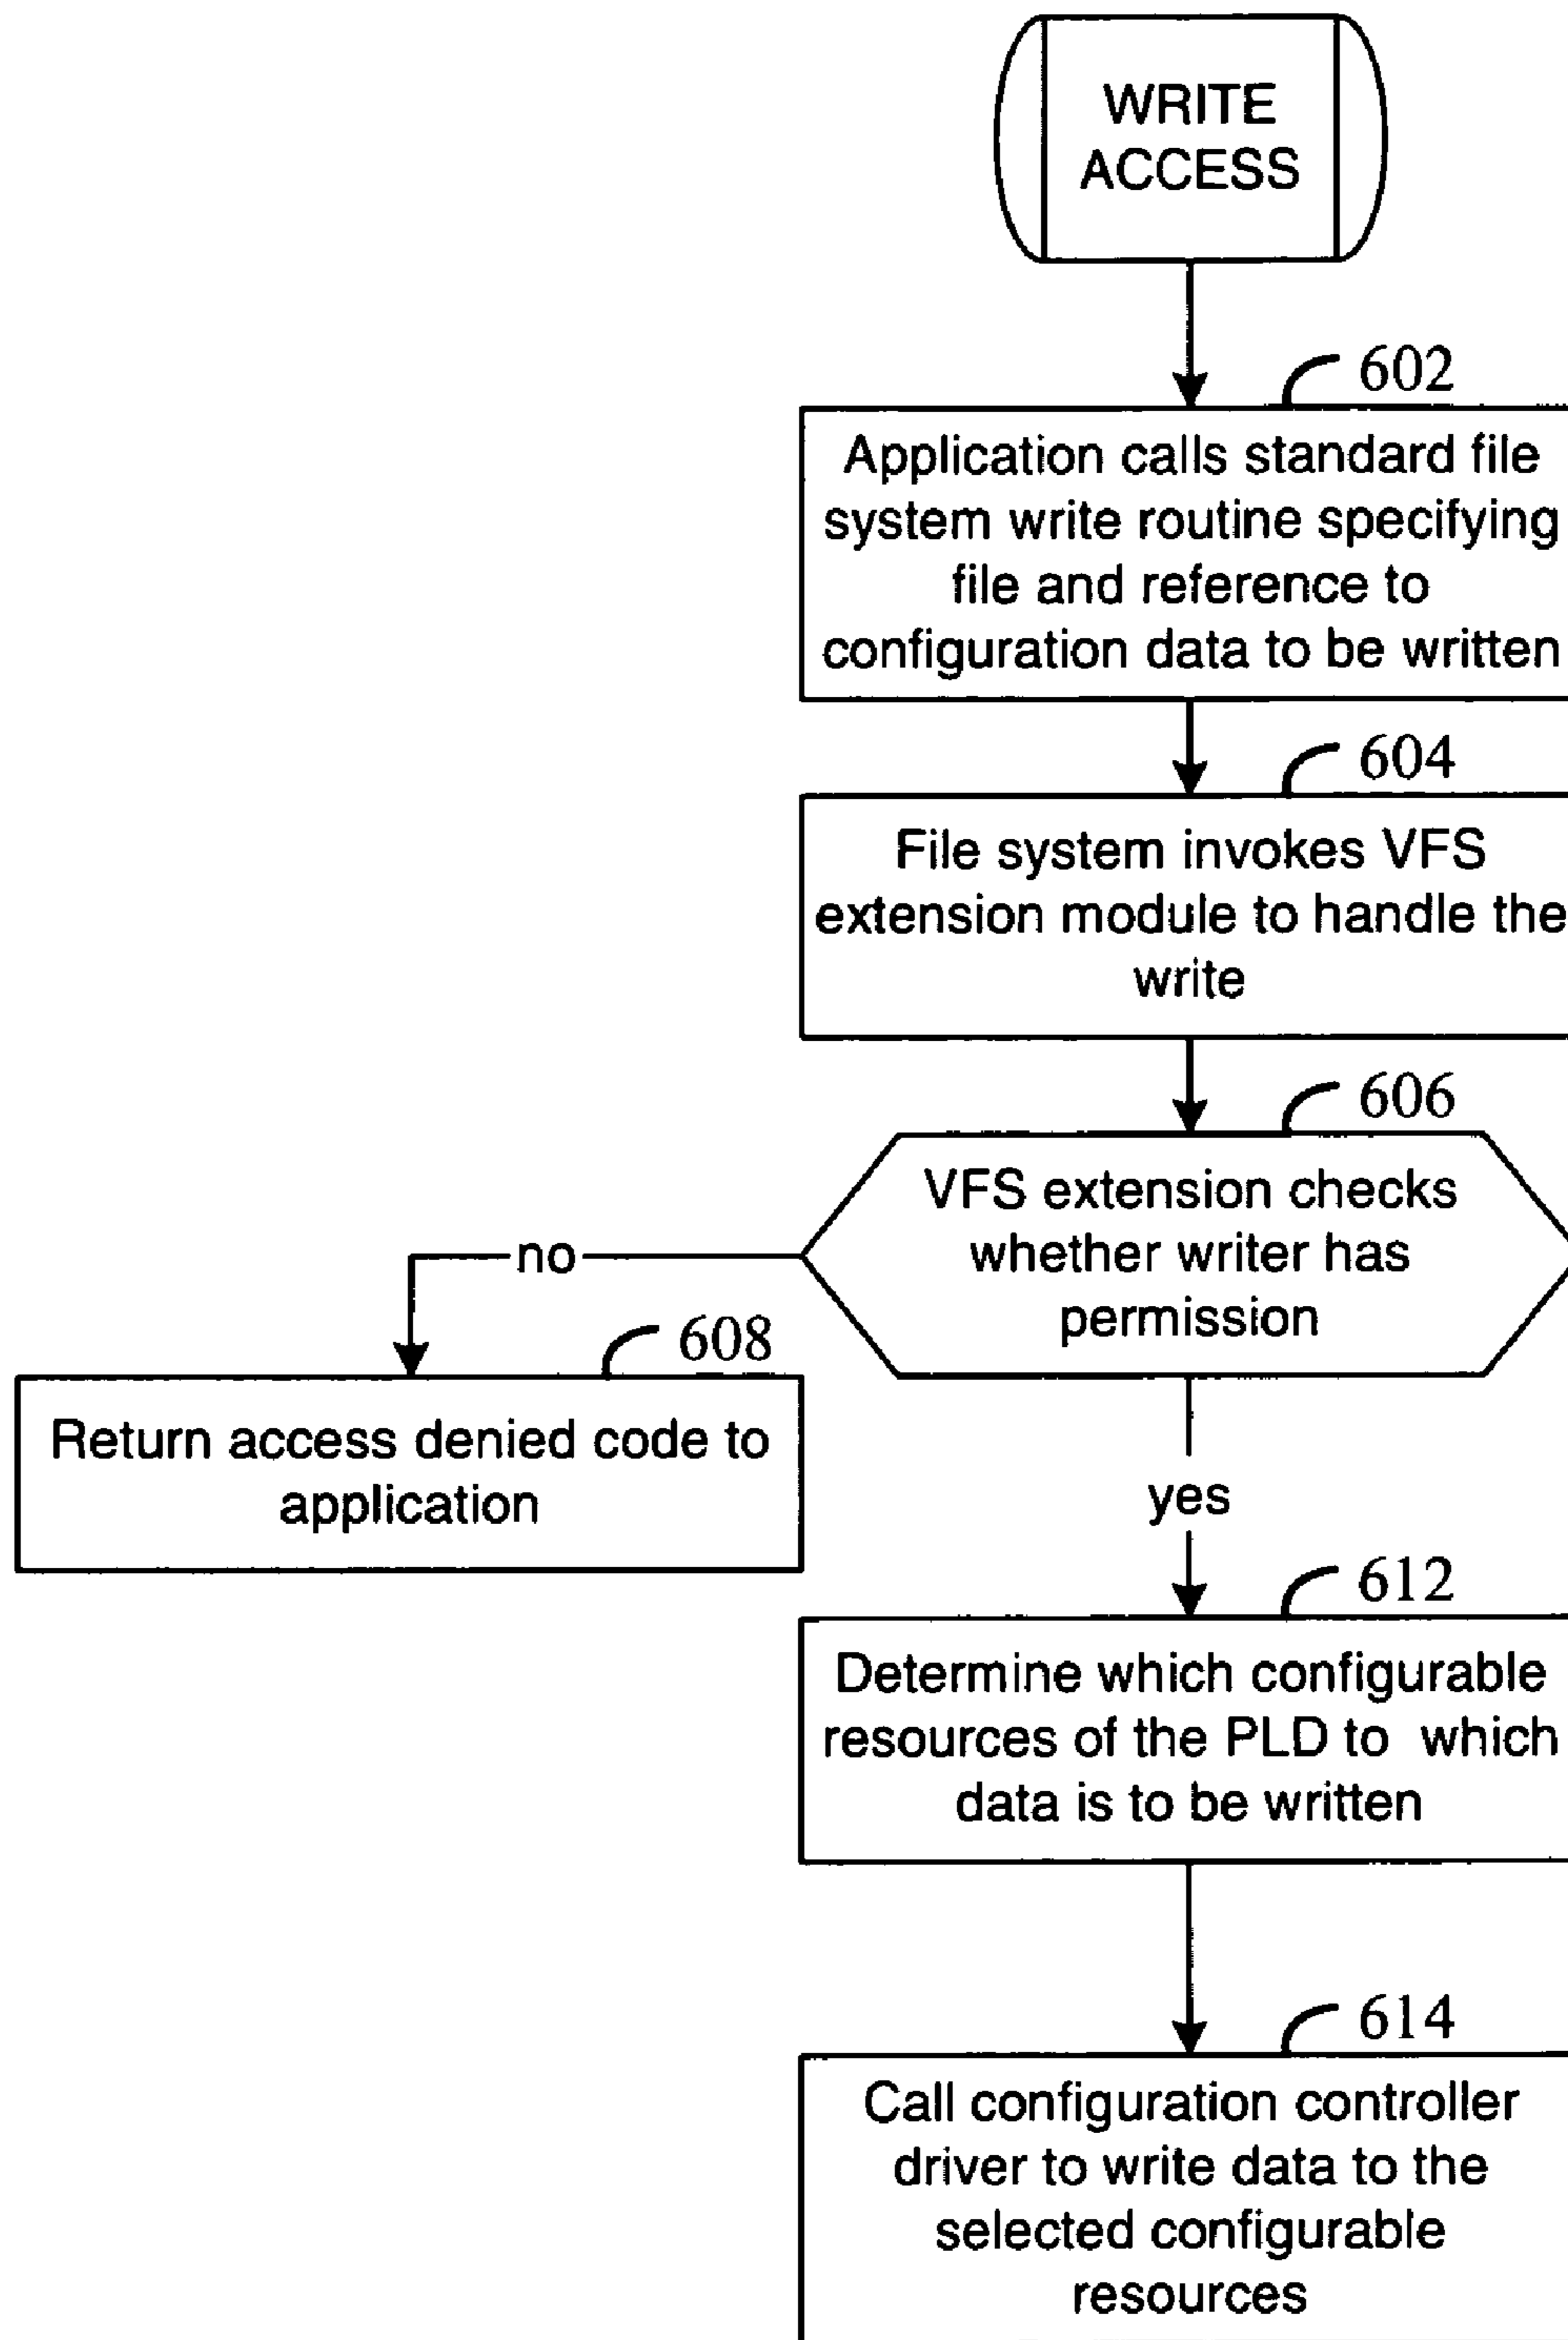 WRITE
ACCESS
602
Application calls standard file
system write routine specifying
file and reference to
configuration data to be written
604
File system invokes VFS
extension module to handle the
write
606
VFS extension checks
whether writer has
permission
no
608
Return access denied code to
application
yes
612
Determine which configurable
resources of the PLD to which
data is to be written
614
Call configuration controller
driver to write data to the
selected configurable
resources